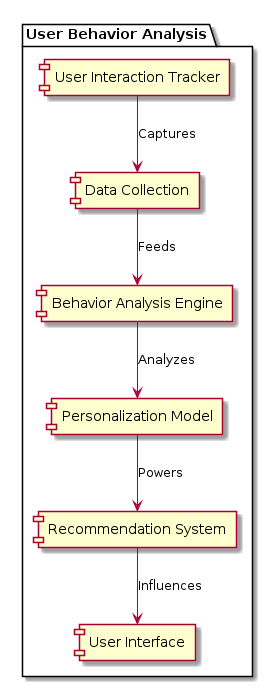 User Behavior Analysis
User Interaction Tracker
Captures
Data Collection
Feeds
Behavior Analysis Engine
Analyzes
Personalization Model
Powers
Recommendation System
Influences
User Interface